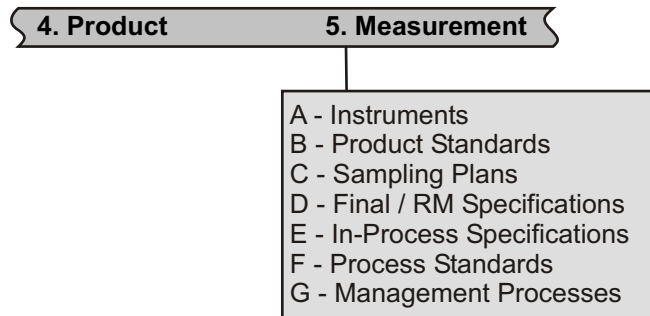 4. Product 5. Measurement
A - Instruments
B - Product Standards
C - Sampling Plans
D - Final / RM Specifications
E - In-Process Specifications
F - Process Standards
G - Management Processes